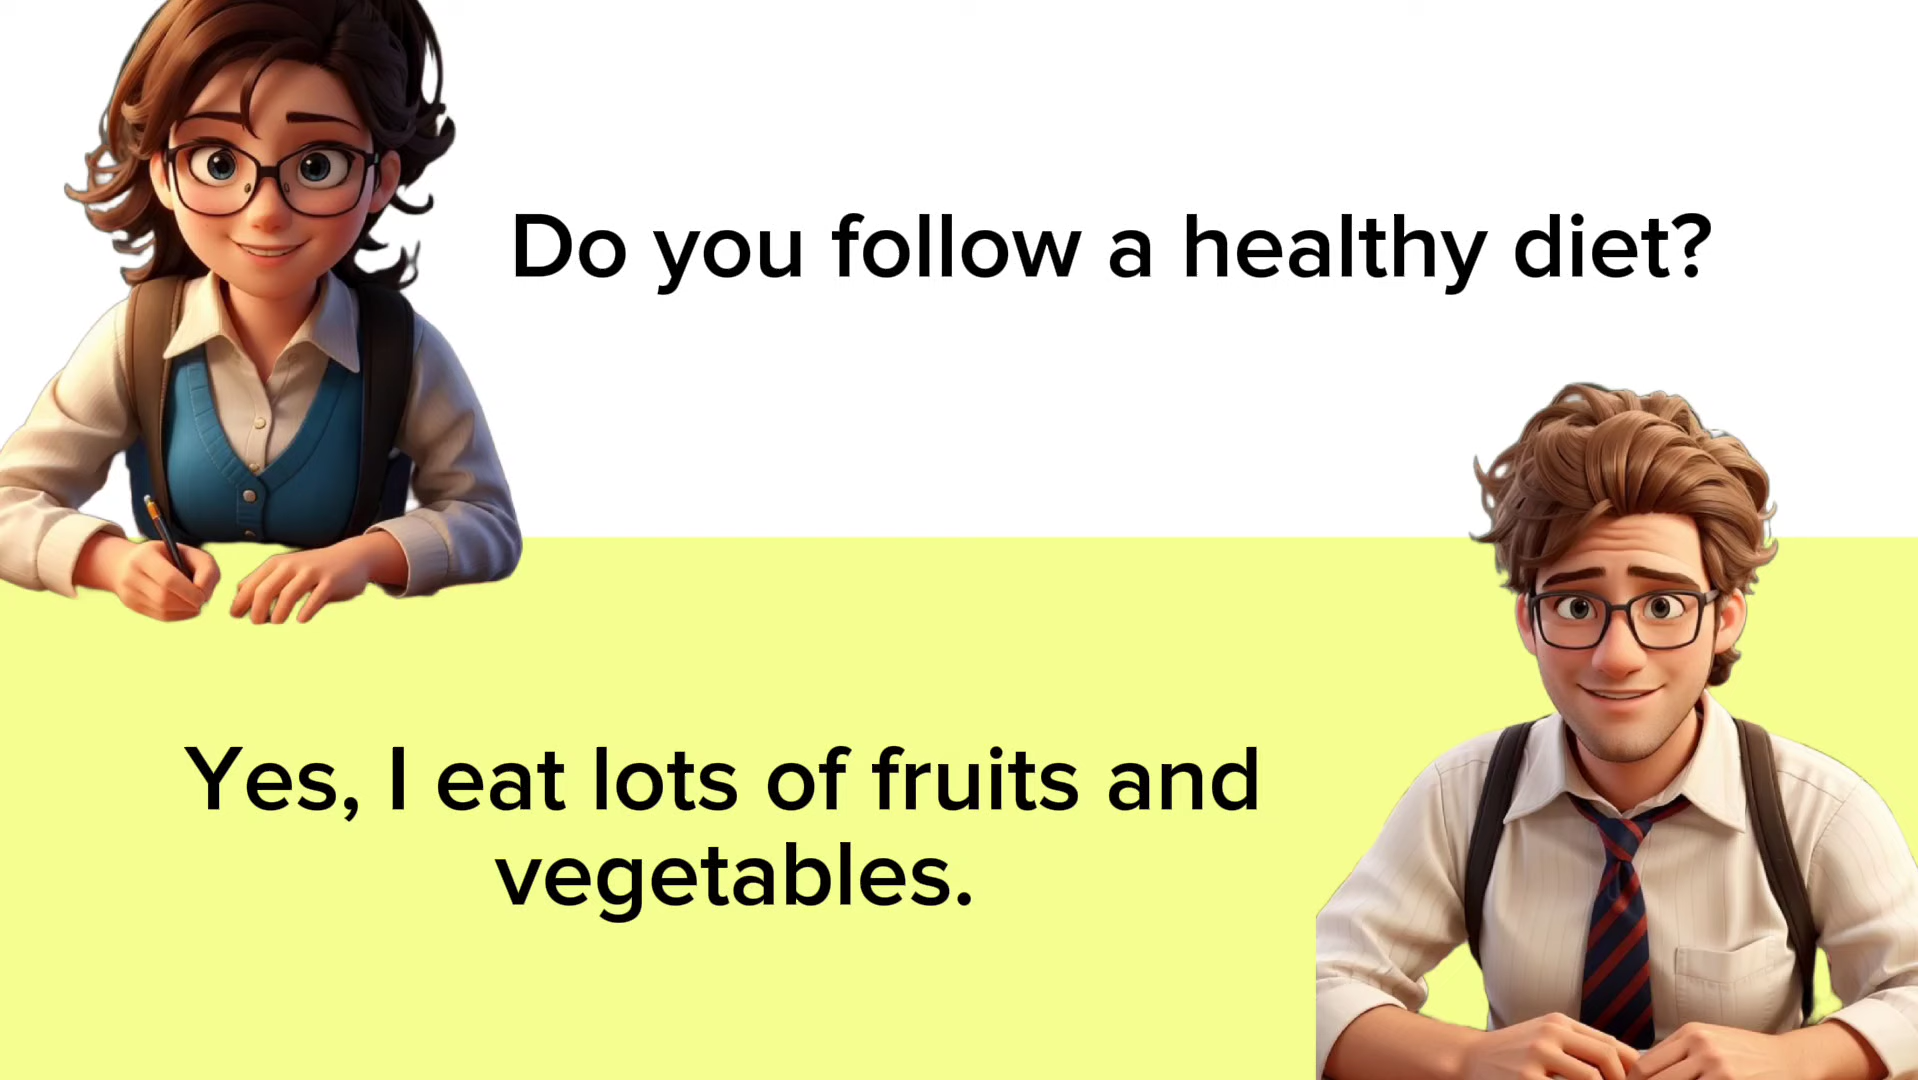 Do you follow a healthy diet?
Yes, I eat lots of fruits and
vegetables.